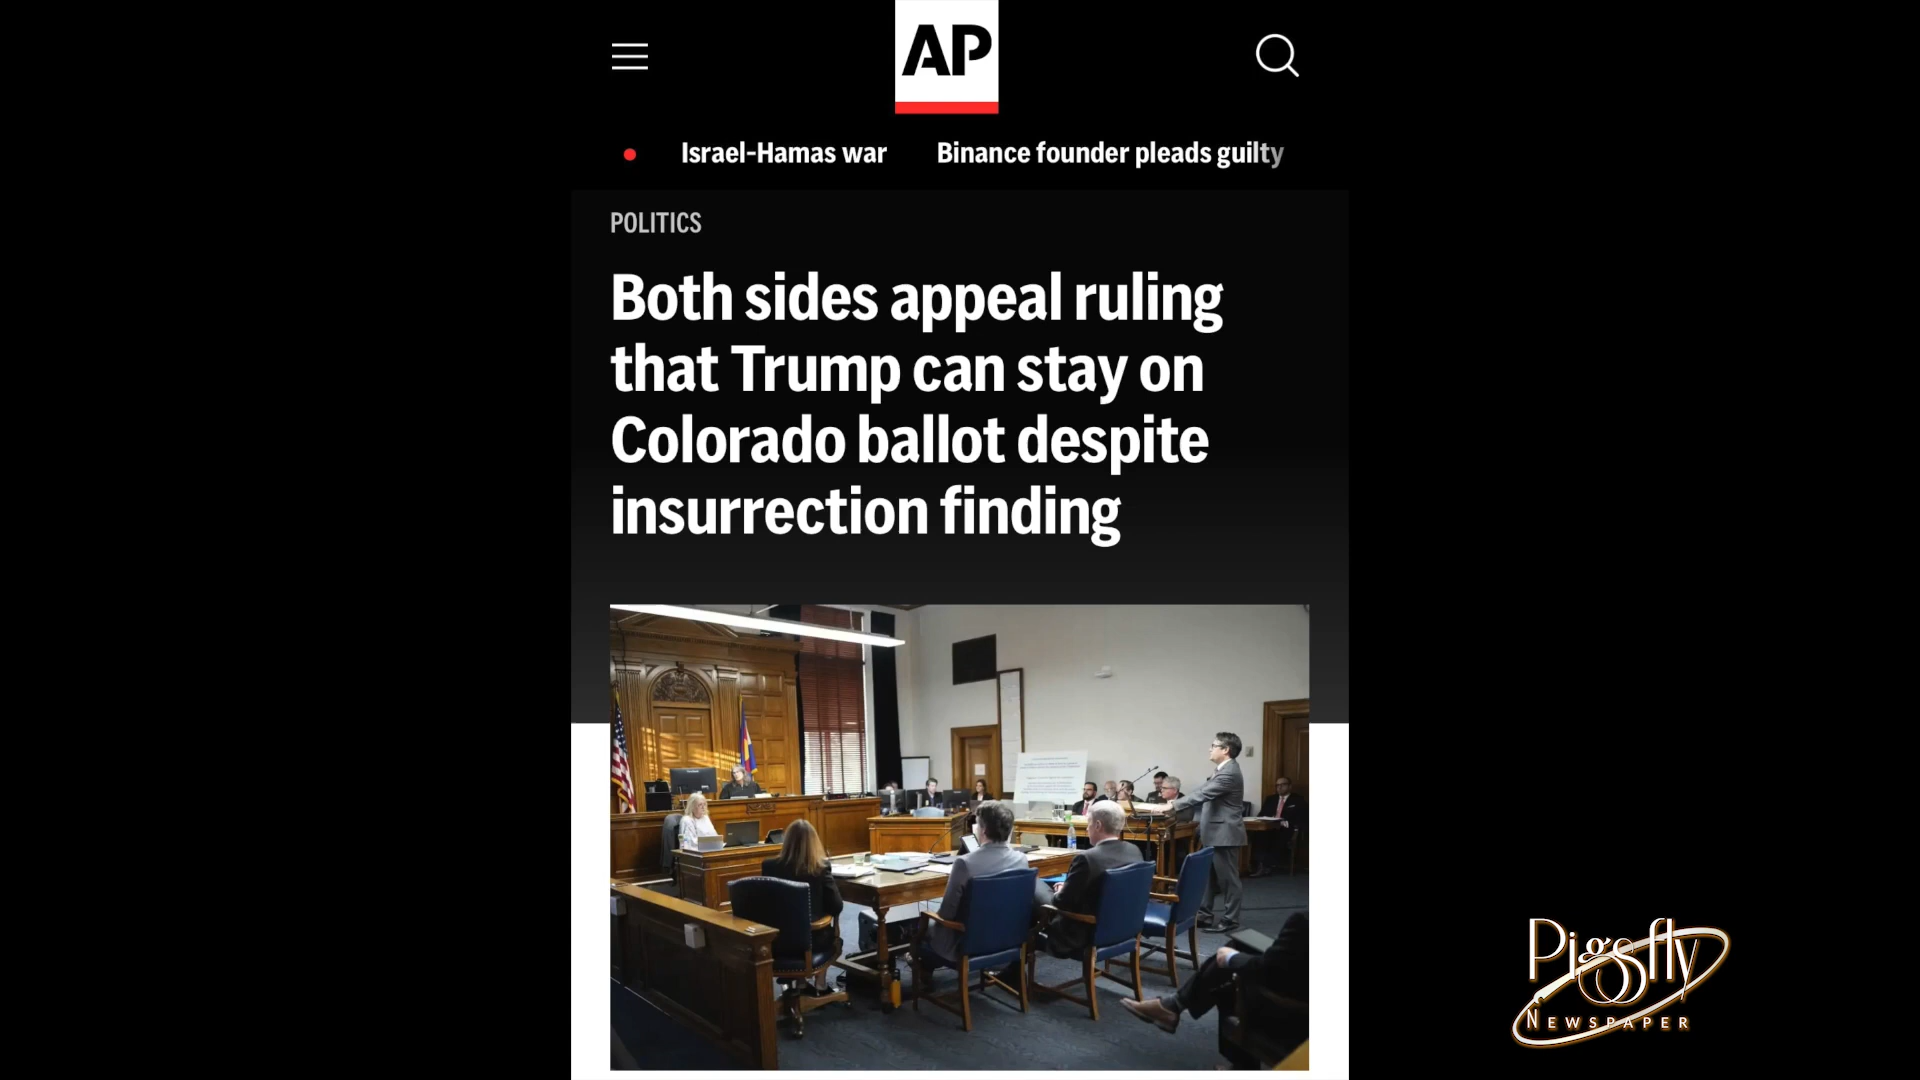 AP
Israel-Hamas war Binance founder pleads guilty
POLITICS
Both sides appeal ruling
that Trump can stay on
Colorado ballot despite
insurrection finding
Pigsfly
NEWSPAPER